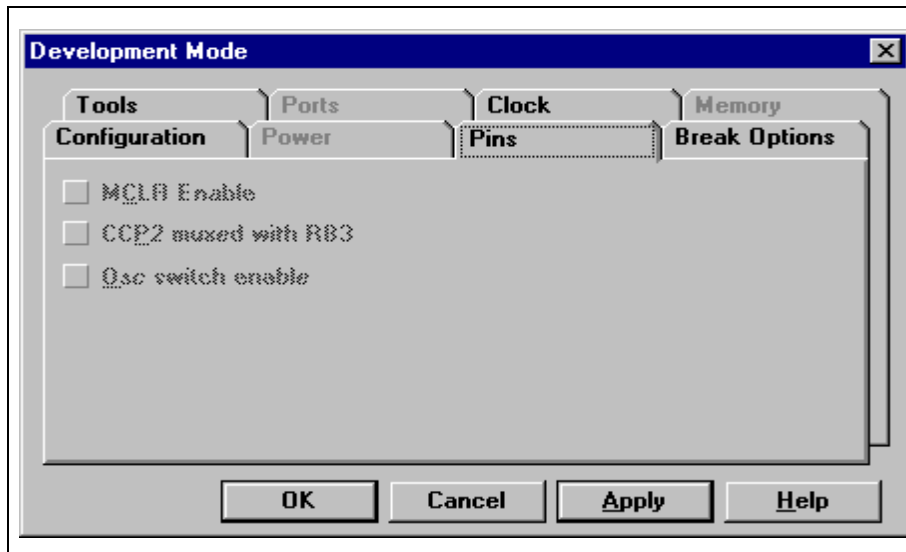 Development Mode
Tools Ports Clock Memory
Configuration Power Pins Break Options
MCLR Enable
CCP2 muxed with RB3
Osc switch enable
OK Cancel Apply Help